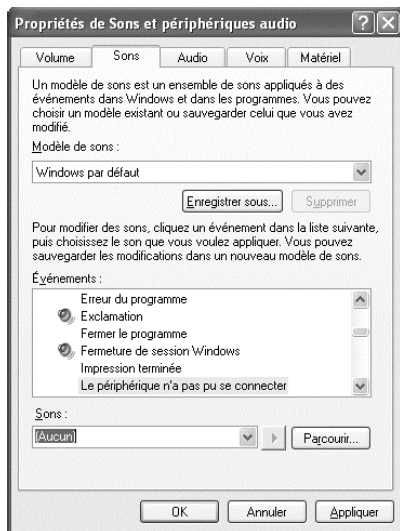 Propriétés de Sons et périphériques audio
Volume Sons Audio Voix Matériel
Un modèle de sons est un ensemble de sons appliqués à des
événements dans Windows et dans les programmes. Vous pouvez
choisir un modèle existant ou sauvegarder celui que vous avez
modifié.
Modèle de sons :
Windows par défaut
Enregistrer sous... Supprimer
Pour modifier des sons, cliquez un événement dans la liste suivante,
puis choisissez le son que vous voulez appliquer. Vous pouvez
sauvegarder les modifications dans un nouveau modèle de sons.
Événements :
Erreur du programme
Exclamation
Fermer le programme
Fermeture de session Windows
Impression terminée
Le périphérique n'a pas pu se connecter
Sons :
(Aucun) Parcourir...
OK Annuler Appliquer